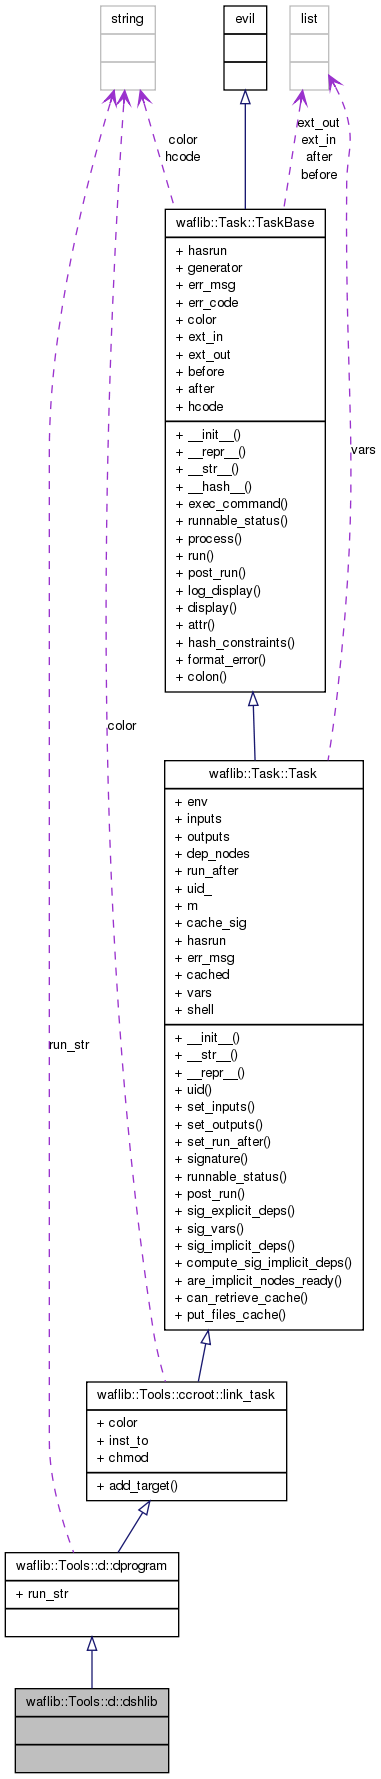 string
evil
list
color
hcode
ext_out
ext_in
after
before
waflib::Task::TaskBase
+ hasrun
+ generator
+ err_msg
+ err_code
+ color
+ ext_in
+ ext_out
+ before
+ after
+ hcode
+ __init__()
+ __repr__()
+ __str__()
+ __hash__()
+ exec_command()
+ runnable_status()
+ process()
+ run()
+ post_run()
+ log_display()
+ display()
+ attr()
+ hash_constraints()
+ format_error()
+ colon()
vars
color
waflib::Task::Task
+ env
+ inputs
+ outputs
+ dep_nodes
+ run_after
+ uid_
+ m
+ cache_sig
+ hasrun
+ err_msg
+ cached
+ vars
+ shell
+ __init__()
+ __str__()
+ __repr__()
+ uid()
+ set_inputs()
+ set_outputs()
+ set_run_after()
+ signature()
+ runnable_status()
+ post_run()
+ sig_explicit_deps()
+ sig_vars()
+ sig_implicit_deps()
+ compute_sig_implicit_deps()
+ are_implicit_nodes_ready()
+ can_retrieve_cache()
+ put_files_cache()
run_str
waflib::Tools::ccroot::link_task
+ color
+ inst_to
+ chmod
+ add_target()
waflib::Tools::d::dprogram
+ run_str
waflib::Tools::d::dshlib